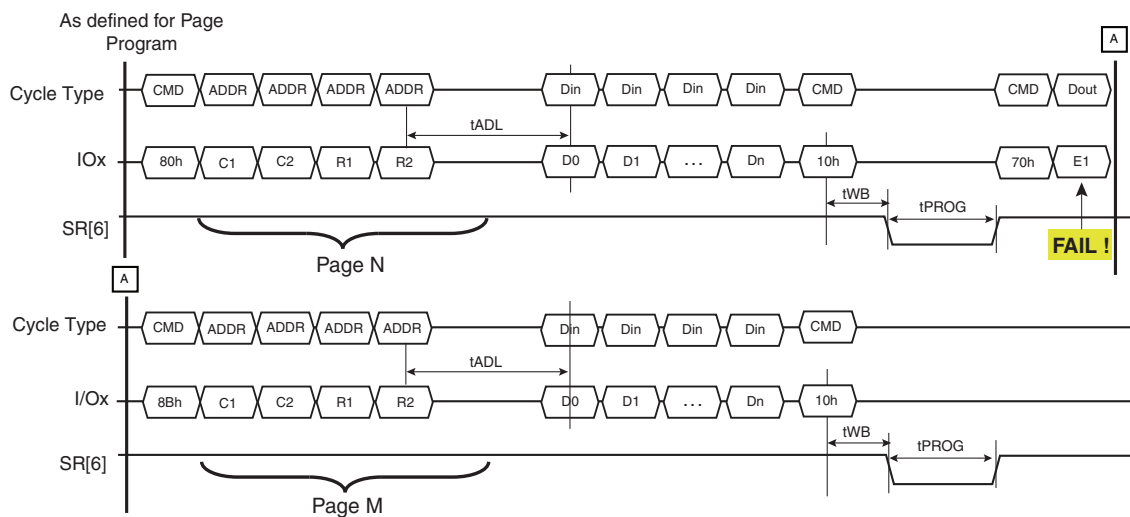 As defined for Page
Program
A
Cycle Type CMD ADDR ADDR ADDR ADDR Din Din Din Din CMD CMD Dout
tADL
IOx 80h C1 C2 R1 R2 D0 D1 ... Dn 10h 70h E1
tWB tPROG
SR[6]
FAIL !
Page N
A
Cycle Type CMD ADDR ADDR ADDR ADDR Din Din Din Din CMD
tADL
I/Ox 8Bh C1 C2 R1 R2 D0 D1 ... Dn 10h
tWB tPROG
SR[6]
Page M